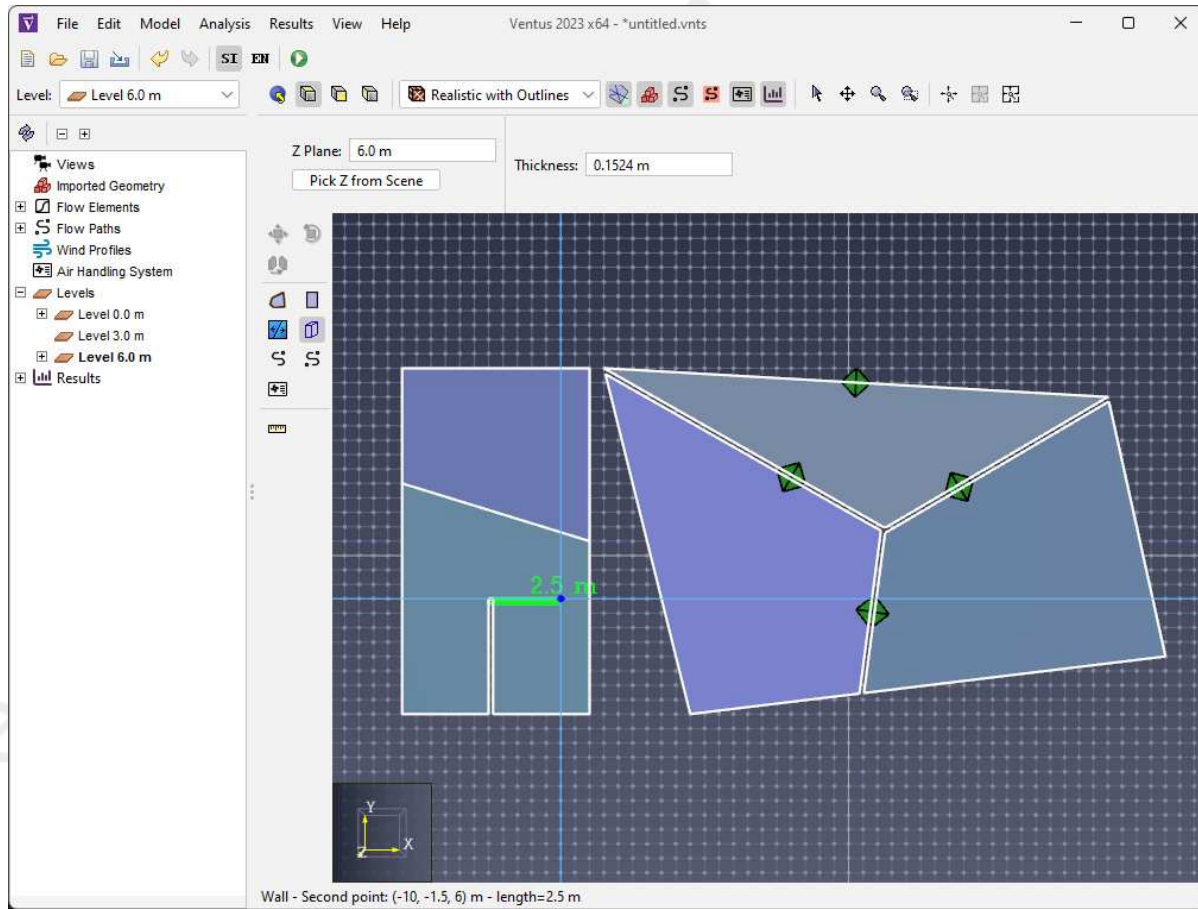 File Edit Model Analysis Results View Help Ventus 2023 x64 - *untitled.vnts
SI EN
Level: Level 6.0 m Realistic with Outlines
Z Plane: 6.0 m
Thickness: 0.1524 m
Pick Z from Scene
Views
Imported Geometry
Flow Elements
Flow Paths
Wind Profiles
Air Handling System
Levels
Level 0.0 m
Level 3.0 m
Level 6.0 m
Results
2.5 m
Y
X
Z
Wall - Second point: (-10, -1.5, 6) m - length=2.5 m